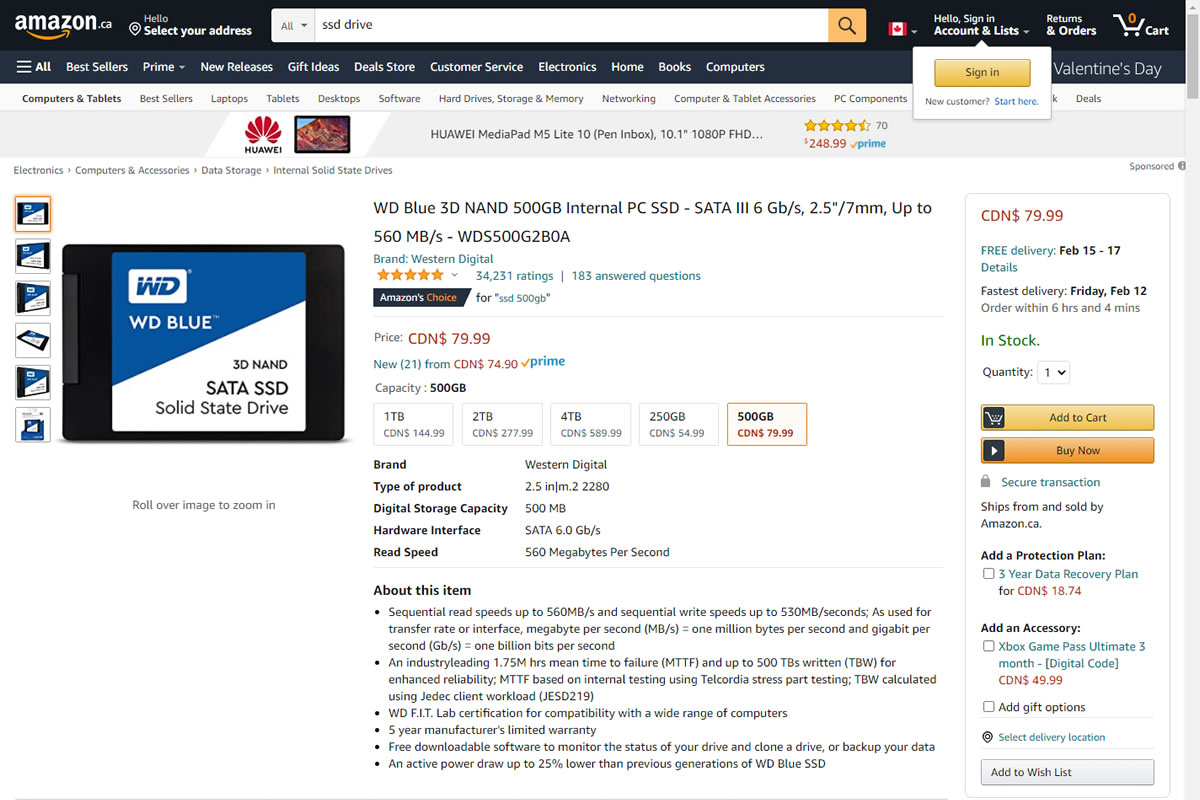 amazon.ca
Hello
Select your address
All
ssd drive
Hello, Sign in
Account & Lists
Returns
& Orders
0
Cart
All
Best Sellers
Prime
New Releases
Gift Ideas
Deals Store
Customer Service
Electronics
Home
Books
Computers
Valentine's Day
Sign in
New customer? Start here.
Computers & Tablets
Best Sellers
Laptops
Tablets
Desktops
Software
Hard Drives, Storage & Memory
Networking
Computer & Tablet Accessories
PC Components
k
Deals
HUAWEI
HUAWEI MediaPad M5 Lite 10 (Pen Inbox), 10.1" 1080P FHD...
70
$248.99 prime
Sponsored
Electronics › Computers & Accessories › Data Storage › Internal Solid State Drives
WD
WD BLUE™
3D NAND
SATA SSD
Solid State Drive
Roll over image to zoom in
WD Blue 3D NAND 500GB Internal PC SSD - SATA III 6 Gb/s, 2.5"/7mm, Up to
560 MB/s - WDS500G2B0A
Brand: Western Digital
34,231 ratings | 183 answered questions
Amazon's Choice for "ssd 500gb"
Price: CDN$ 79.99
New (21) from CDN$ 74.90 prime
Capacity : 500GB
1TB
CDN$ 144.99
2TB
CDN$ 277.99
4TB
CDN$ 589.99
250GB
CDN$ 54.99
500GB
CDN$ 79.99
Brand Western Digital
Type of product 2.5 in|m.2 2280
Digital Storage Capacity 500 MB
Hardware Interface SATA 6.0 Gb/s
Read Speed 560 Megabytes Per Second
About this item
• Sequential read speeds up to 560MB/s and sequential write speeds up to 530MB/seconds; As used for
transfer rate or interface, megabyte per second (MB/s) = one million bytes per second and gigabit per
second (Gb/s) = one billion bits per second
• An industryleading 1.75M hrs mean time to failure (MTTF) and up to 500 TBs written (TBW) for
enhanced reliability; MTTF based on internal testing using Telcordia stress part testing; TBW calculated
using Jedec client workload (JESD219)
• WD F.I.T. Lab certification for compatibility with a wide range of computers
• 5 year manufacturer's limited warranty
• Free downloadable software to monitor the status of your drive and clone a drive, or backup your data
• An active power draw up to 25% lower than previous generations of WD Blue SSD
CDN$ 79.99
FREE delivery: Feb 15 - 17
Details
Fastest delivery: Friday, Feb 12
Order within 6 hrs and 4 mins
In Stock.
Quantity: 1
Add to Cart
Buy Now
Secure transaction
Ships from and sold by
Amazon.ca.
Add a Protection Plan:
3 Year Data Recovery Plan
for CDN$ 18.74
Add an Accessory:
Xbox Game Pass Ultimate 3
month - [Digital Code]
CDN$ 49.99
Add gift options
Select delivery location
Add to Wish List